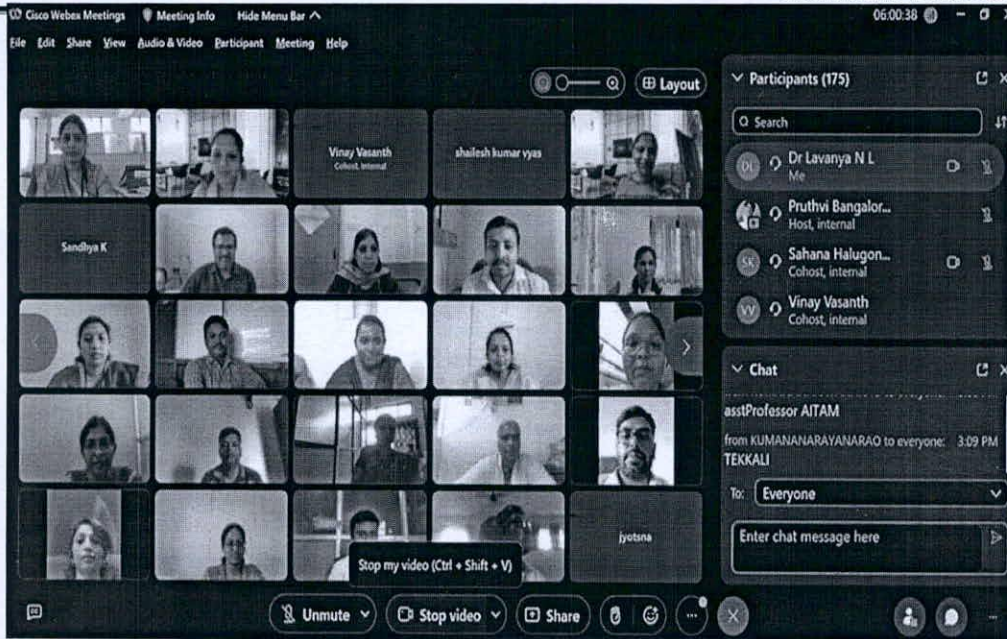 Cisco Webex Meetings Meeting Info Hide Menu Bar 06:00:38
File Edit Share View Audio & Video Participant Meeting Help
Layout
Vinay Vasanth
Cohost, internal
shailesh kumar vyas
Sandhya K
jyotsna
Stop my video (Ctrl + Shift + V)
Participants (175)
Search
DL Dr Lavanya N L
Me
Pruthvi Bangalor...
Host, internal
SK Sahana Halugon...
Cohost, internal
VV Vinay Vasanth
Cohost, internal
Chat
asstProfessor AITAM
from KUMANANARAYANARAO to everyone: 3:09 PM
TEKKALI
To: Everyone
Enter chat message here
Unmute Stop video Share